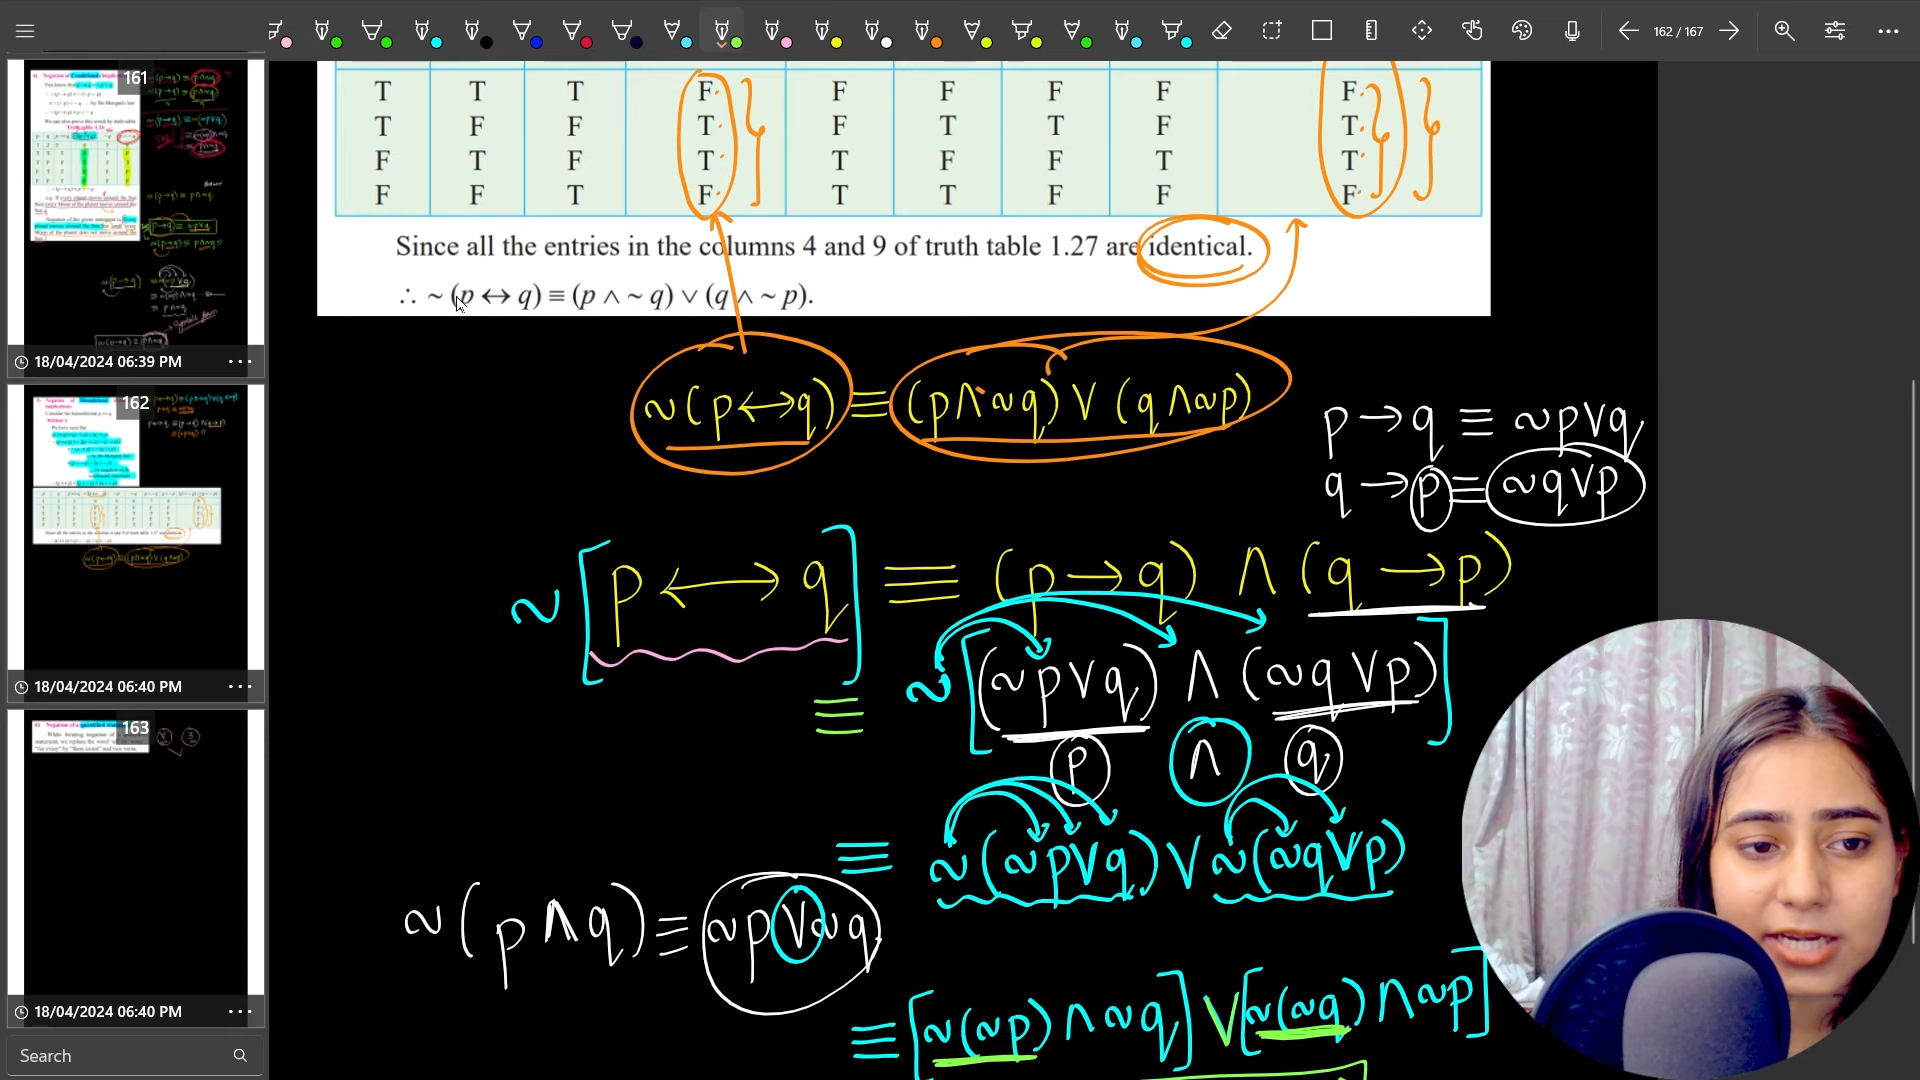 162 / 167
161
18/04/2024 06:39 PM
162
18/04/2024 06:40 PM
163
18/04/2024 06:40 PM
Search
T T T F F F F F F
T F F T F T T F T
F T F T T F F T T
F F T F T T F F F
Since all the entries in the columns 4 and 9 of truth table 1.27 are identical.
∴ ~ (p ↔ q) ≡ (p ∧ ~ q) ∨ (q ∧ ~ p).
~(p↔q) ≡ (p∧~q) ∨ (q∧~p)
p→q ≡ ~p∨q
q→p ≡ ~q∨p
~[p ↔ q] ≡ (p→q) ∧ (q→p)
≡ ~[(~p∨q) ∧ (~q∨p)]
p ∧ q
≡ ~(~p∨q) ∨ ~(~q∨p)
~(p∧q) ≡ ~p∨~q
≡ [~(~p)∧~q] ∨ [~(~q)∧~p]